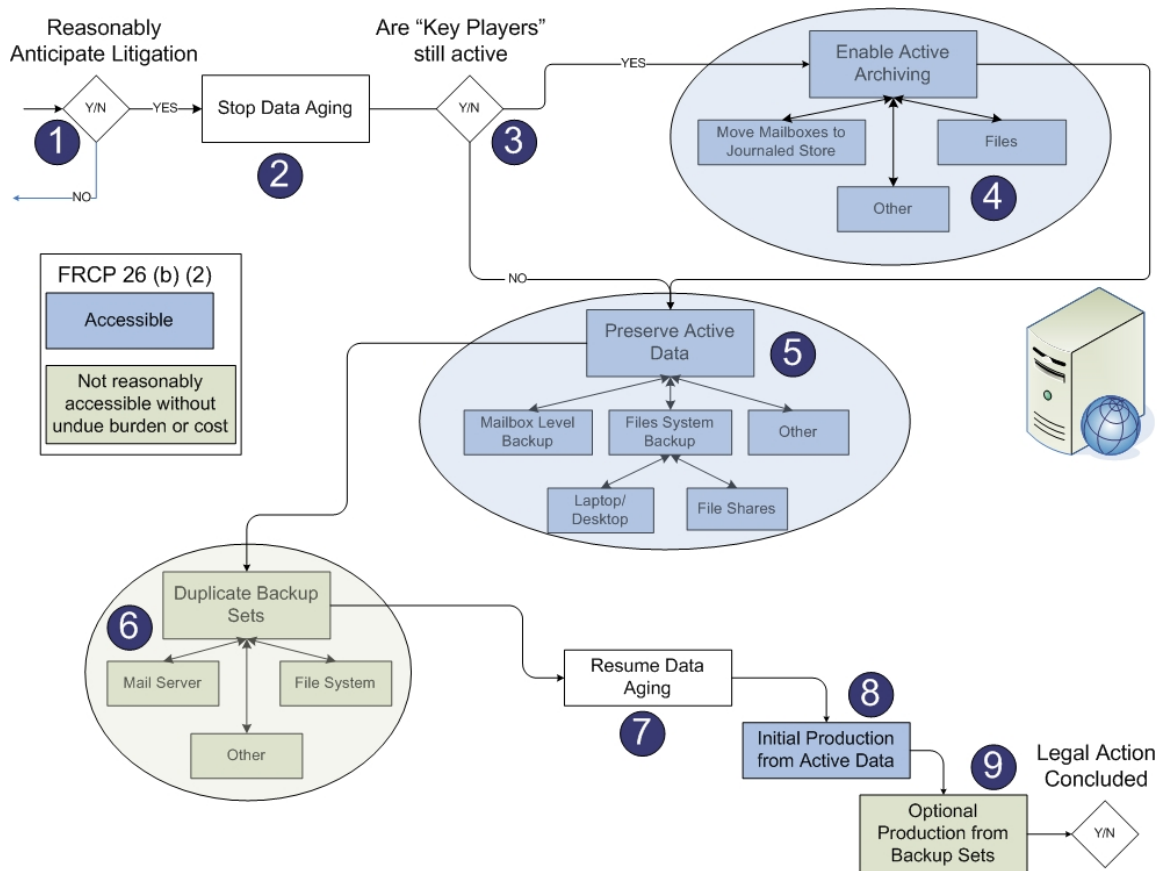 Reasonably
Anticipate Litigation
Y/N
YES
NO
1
Stop Data Aging
2
Are “Key Players”
still active
Y/N
3
YES
NO
Enable Active
Archiving
Move Mailboxes to
Journaled Store
Files
Other
4
FRCP 26 (b) (2)
Accessible
Not reasonably
accessible without
undue burden or cost
Preserve Active
Data
5
Mailbox Level
Backup
Files System
Backup
Other
Laptop/
Desktop
File Shares
Duplicate Backup
Sets
6
Mail Server
File System
Other
Resume Data
Aging
7
8
Initial Production
from Active Data
9
Optional
Production from
Backup Sets
Legal Action
Concluded
Y/N